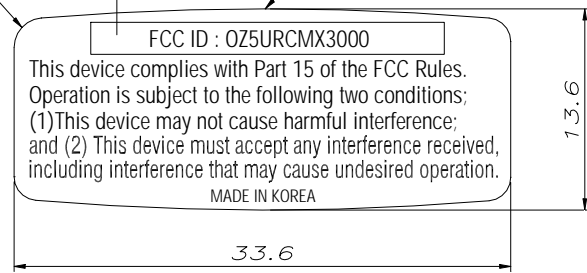 FCC ID : OZ5URCMX3000
This device complies with Part 15 of the FCC Rules.
Operation is subject to the following two conditions;
(1)This device may not cause harmful interference;
and (2) This device must accept any interference received,
including interference that may cause undesired operation.
MADE IN KOREA
13.6
33.6